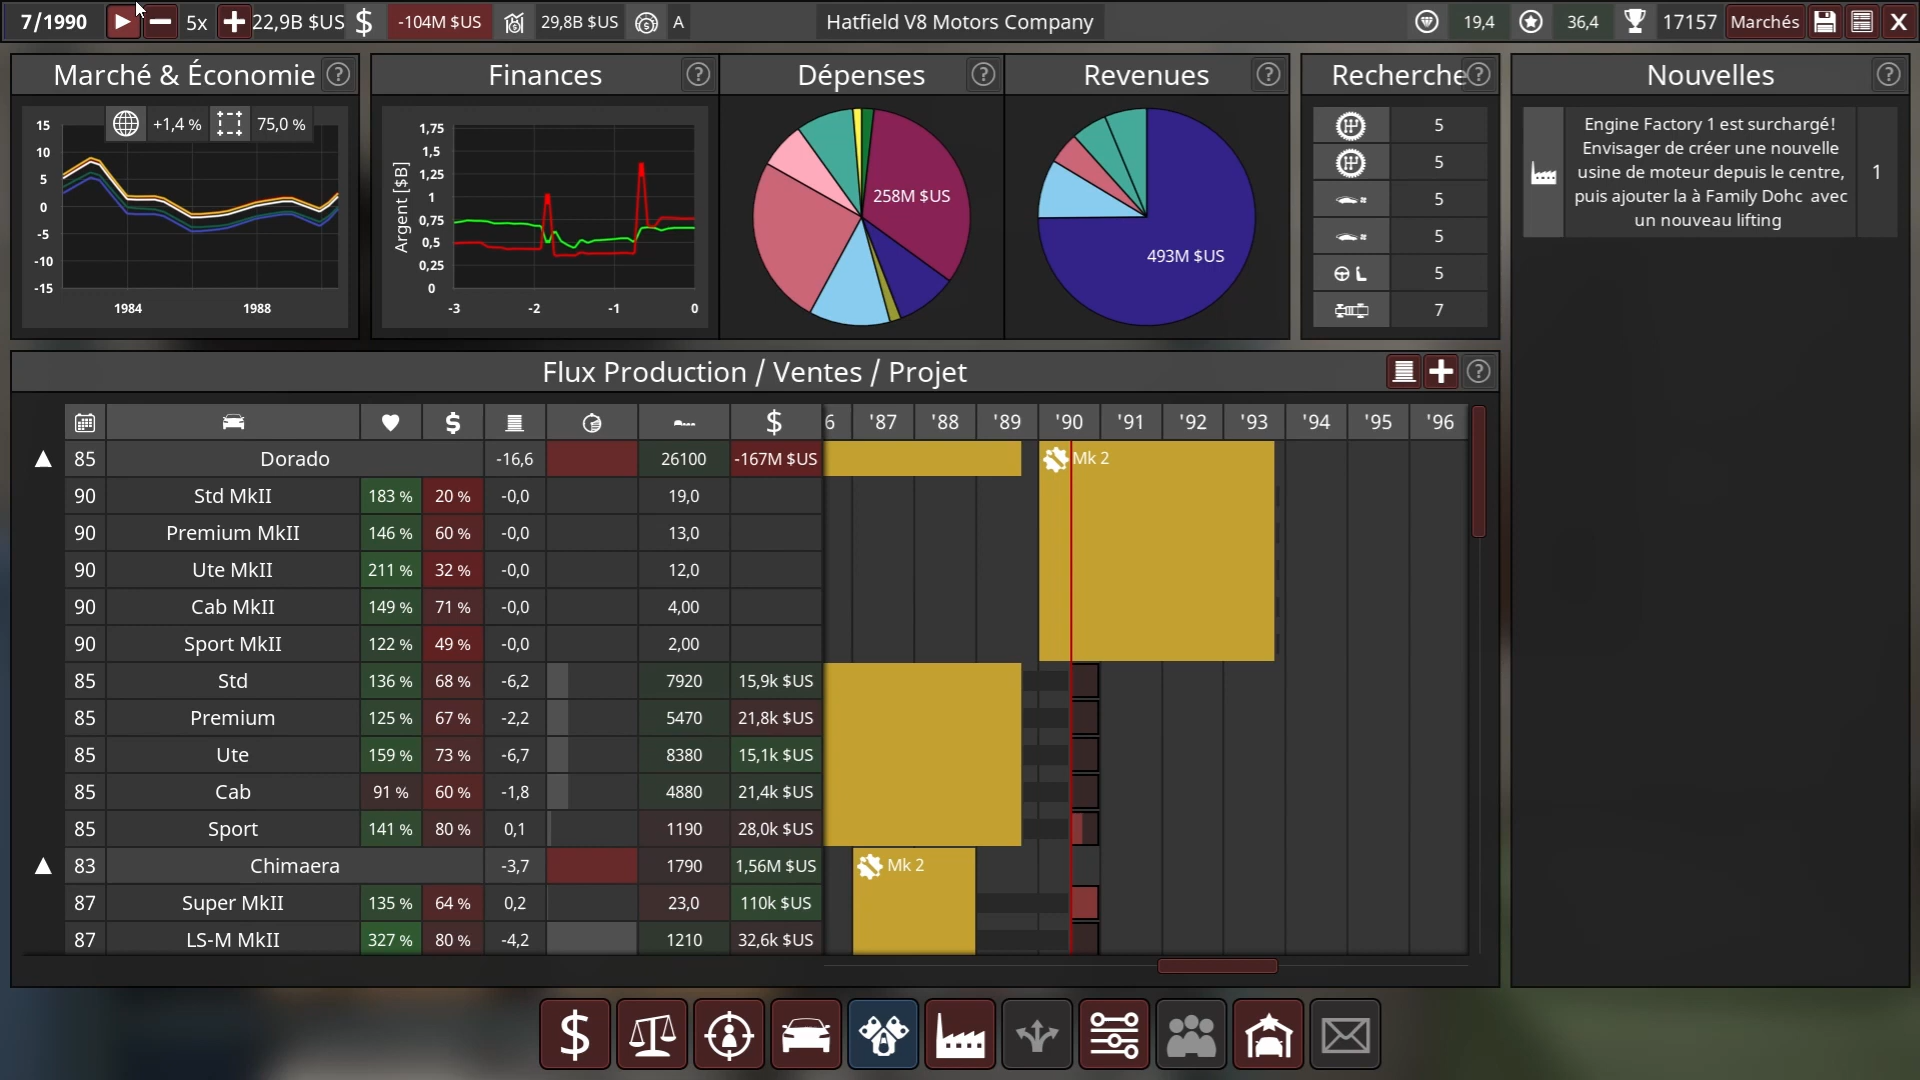 7/1990 5x 22,9B $US -104M $US 29,8B $US A Hatfield V8 Motors Company 19,4 36,4 17157 Marchés X
Marché & Économie ?
+1,4 % 75,0 %
15
10
5
0
-5
-10
-15
1984 1988
Finances ?
Argent [$B]
1,75
1,5
1,25
1
0,75
0,5
0,25
0
-3 -2 -1 0
Dépenses ?
258M $US
Revenues ?
493M $US
Recherche ?
5
5
5
5
5
7
Nouvelles ?
Engine Factory 1 est surchargé!
Envisager de créer une nouvelle
usine de moteur depuis le centre,
puis ajouter la à Family Dohc avec
un nouveau lifting
1
Flux Production / Ventes / Projet ?
$ $ 6 '87 '88 '89 '90 '91 '92 '93 '94 '95 '96
85 Dorado -16,6 26100 -167M $US Mk 2
90 Std MkII 183 % 20 % -0,0 19,0
90 Premium MkII 146 % 60 % -0,0 13,0
90 Ute MkII 211 % 32 % -0,0 12,0
90 Cab MkII 149 % 71 % -0,0 4,00
90 Sport MkII 122 % 49 % -0,0 2,00
85 Std 136 % 68 % -6,2 7920 15,9k $US
85 Premium 125 % 67 % -2,2 5470 21,8k $US
85 Ute 159 % 73 % -6,7 8380 15,1k $US
85 Cab 91 % 60 % -1,8 4880 21,4k $US
85 Sport 141 % 80 % 0,1 1190 28,0k $US
83 Chimaera -3,7 1790 1,56M $US Mk 2
87 Super MkII 135 % 64 % 0,2 23,0 110k $US
87 LS-M MkII 327 % 80 % -4,2 1210 32,6k $US